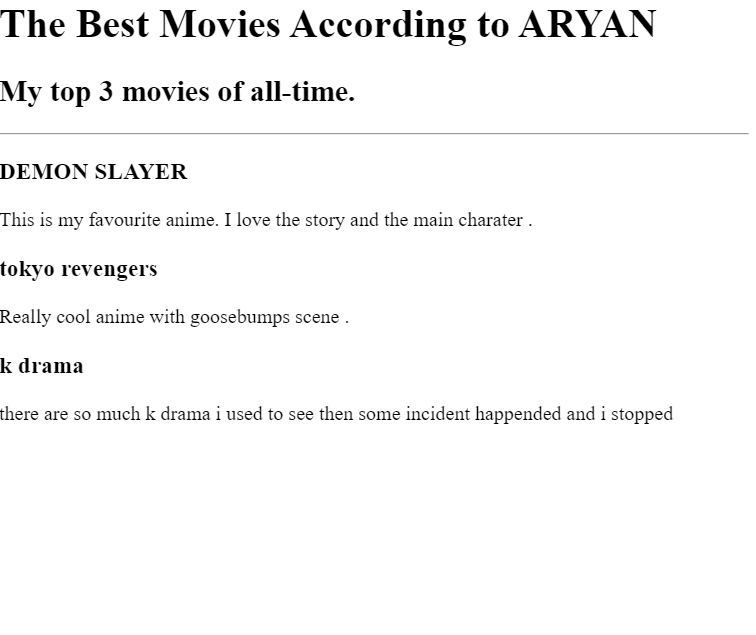 The Best Movies According to ARYAN
My top 3 movies of all-time.
DEMON SLAYER
This is my favourite anime. I love the story and the main charater .
tokyo revengers
Really cool anime with goosebumps scene .
k drama
there are so much k drama i used to see then some incident happended and i stopped